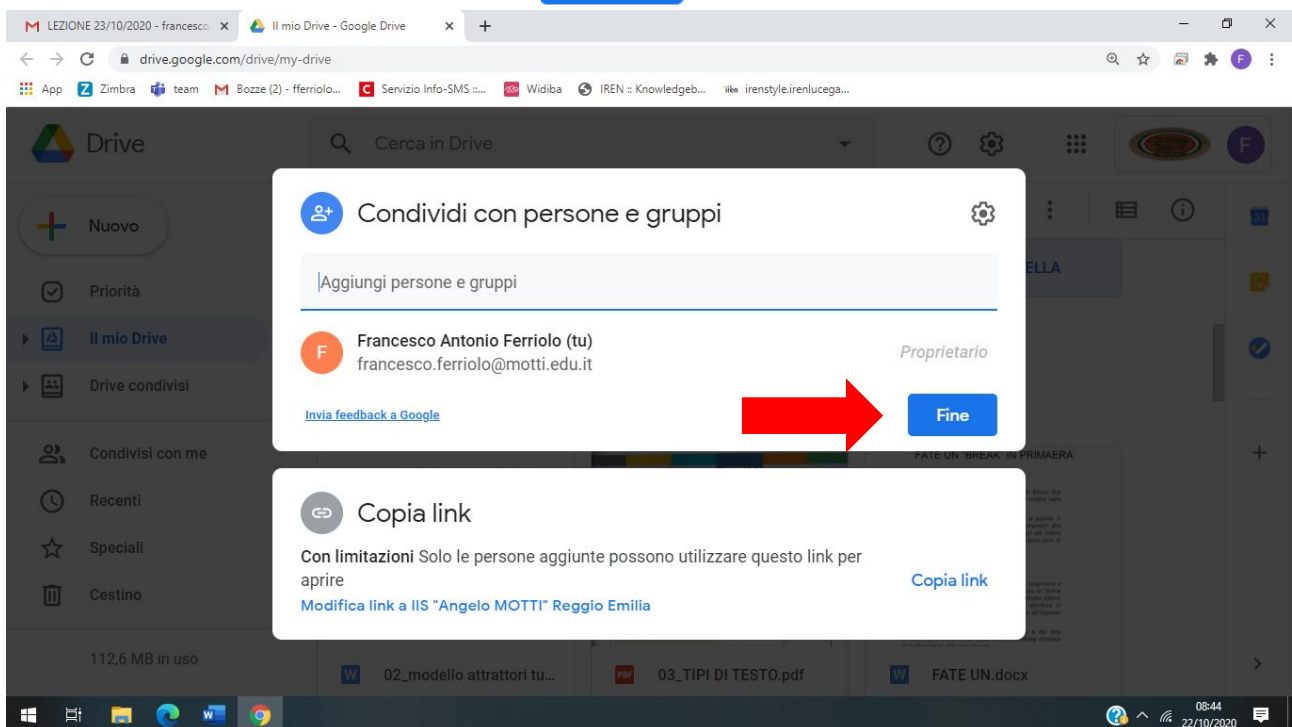 LEZIONE 23/10/2020 - francesco.
Il mio Drive - Google Drive
drive.google.com/drive/my-drive
F
App
Zimbra
team
Bozze (2) - fferriolo...
Servizio Info-SMS ::...
Widiba
IREN :: Knowledgeb...
irenstyle.irenlucega...
Drive
Cerca in Drive
F
Nuovo
Condividi con persone e gruppi
31
Aggiungi persone e gruppi
ELLA
Priorità
Il mio Drive
F
Francesco Antonio Ferriolo (tu)
francesco.ferriolo@motti.edu.it
Proprietario
Drive condivisi
Invia feedback a Google
Fine
Condivisi con me
FATE UN "BREAK" IN PRIMAERA
Recenti
Copia link
Speciali
Con limitazioni Solo le persone aggiunte possono utilizzare questo link per
aprire
Copia link
Cestino
Modifica link a IIS "Angelo MOTTI" Reggio Emilia
112,6 MB in uso
W 02_modello attrattori tu...
PDF 03_TIPI DI TESTO.pdf
W FATE UN.docx
08:44
22/10/2020